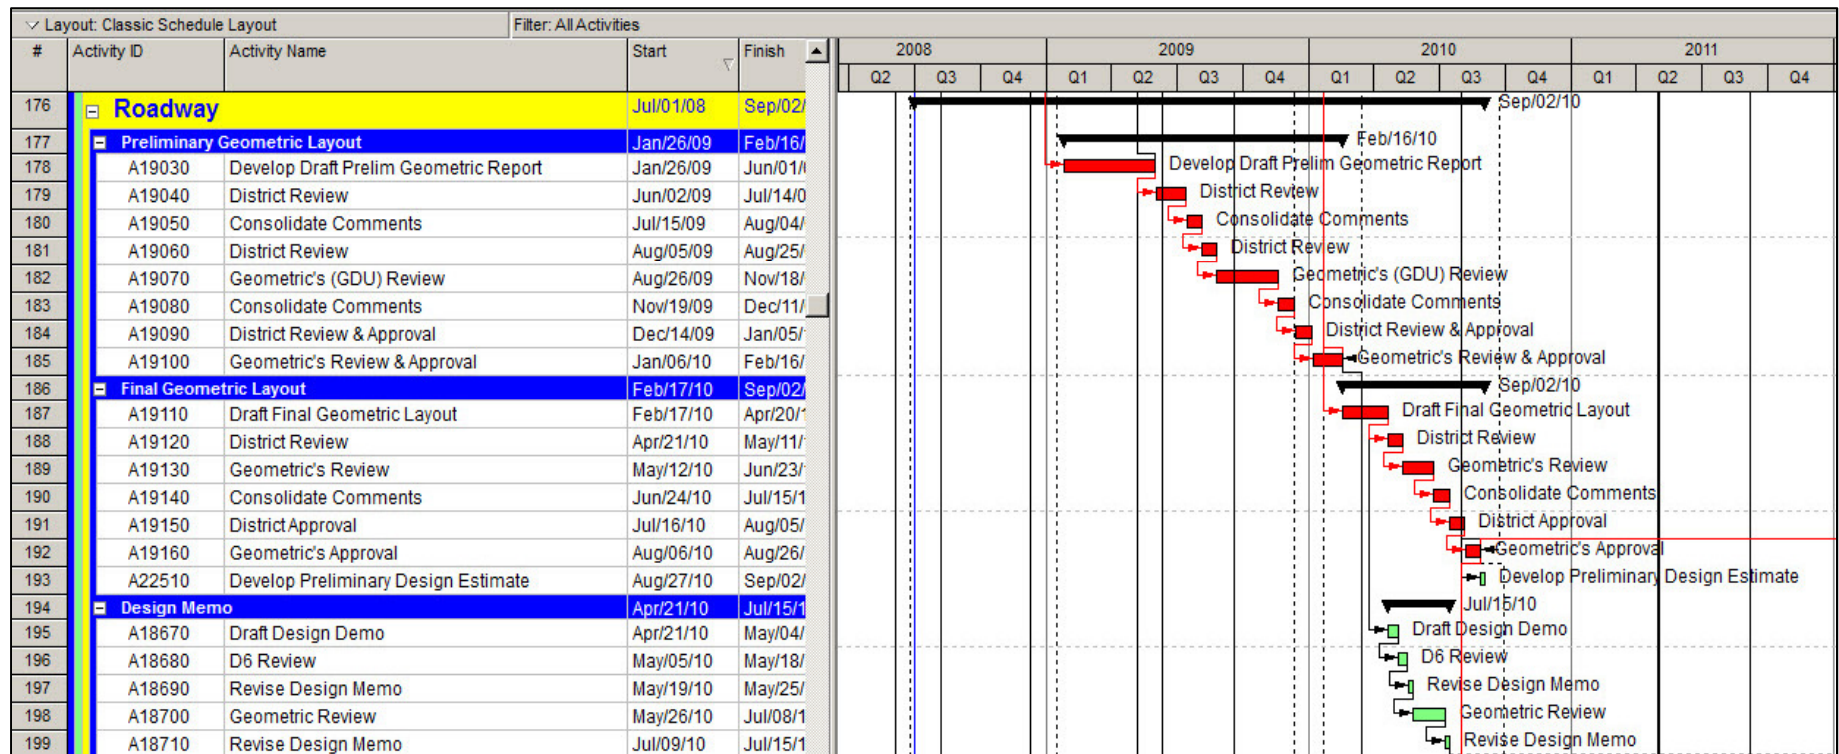 Layout: Classic Schedule Layout Filter: All Activities
# Activity ID Activity Name Start Finish 2008 2009 2010 2011
Q2 Q3 Q4 Q1 Q2 Q3 Q4 Q1 Q2 Q3 Q4 Q1 Q2 Q3 Q4
176 Roadway Jul/01/08 Sep/02/ Sep/02/10
177 Preliminary Geometric Layout Jan/26/09 Feb/16/ Feb/16/10
178 A19030 Develop Draft Prelim Geometric Report Jan/26/09 Jun/01/ Develop Draft Prelim Geometric Report
179 A19040 District Review Jun/02/09 Jul/14/0 District Review
180 A19050 Consolidate Comments Jul/15/09 Aug/04/ Consolidate Comments
181 A19060 District Review Aug/05/09 Aug/25/ District Review
182 A19070 Geometric's (GDU) Review Aug/26/09 Nov/18/ Geometric's (GDU) Review
183 A19080 Consolidate Comments Nov/19/09 Dec/11/ Consolidate Comments
184 A19090 District Review & Approval Dec/14/09 Jan/05/ District Review & Approval
185 A19100 Geometric's Review & Approval Jan/06/10 Feb/16/ Geometric's Review & Approval
186 Final Geometric Layout Feb/17/10 Sep/02/ Sep/02/10
187 A19110 Draft Final Geometric Layout Feb/17/10 Apr/20/1 Draft Final Geometric Layout
188 A19120 District Review Apr/21/10 May/11/ District Review
189 A19130 Geometric's Review May/12/10 Jun/23/ Geometric's Review
190 A19140 Consolidate Comments Jun/24/10 Jul/15/1 Consolidate Comments
191 A19150 District Approval Jul/16/10 Aug/05/ District Approval
192 A19160 Geometric's Approval Aug/06/10 Aug/26/ Geometric's Approval
193 A22510 Develop Preliminary Design Estimate Aug/27/10 Sep/02/ Develop Preliminary Design Estimate
194 Design Memo Apr/21/10 Jul/15/1 Jul/15/10
195 A18670 Draft Design Demo Apr/21/10 May/04/ Draft Design Demo
196 A18680 D6 Review May/05/10 May/18/ D6 Review
197 A18690 Revise Design Memo May/19/10 May/25/ Revise Design Memo
198 A18700 Geometric Review May/26/10 Jul/08/1 Geometric Review
199 A18710 Revise Design Memo Jul/09/10 Jul/15/1 Revise Design Memo